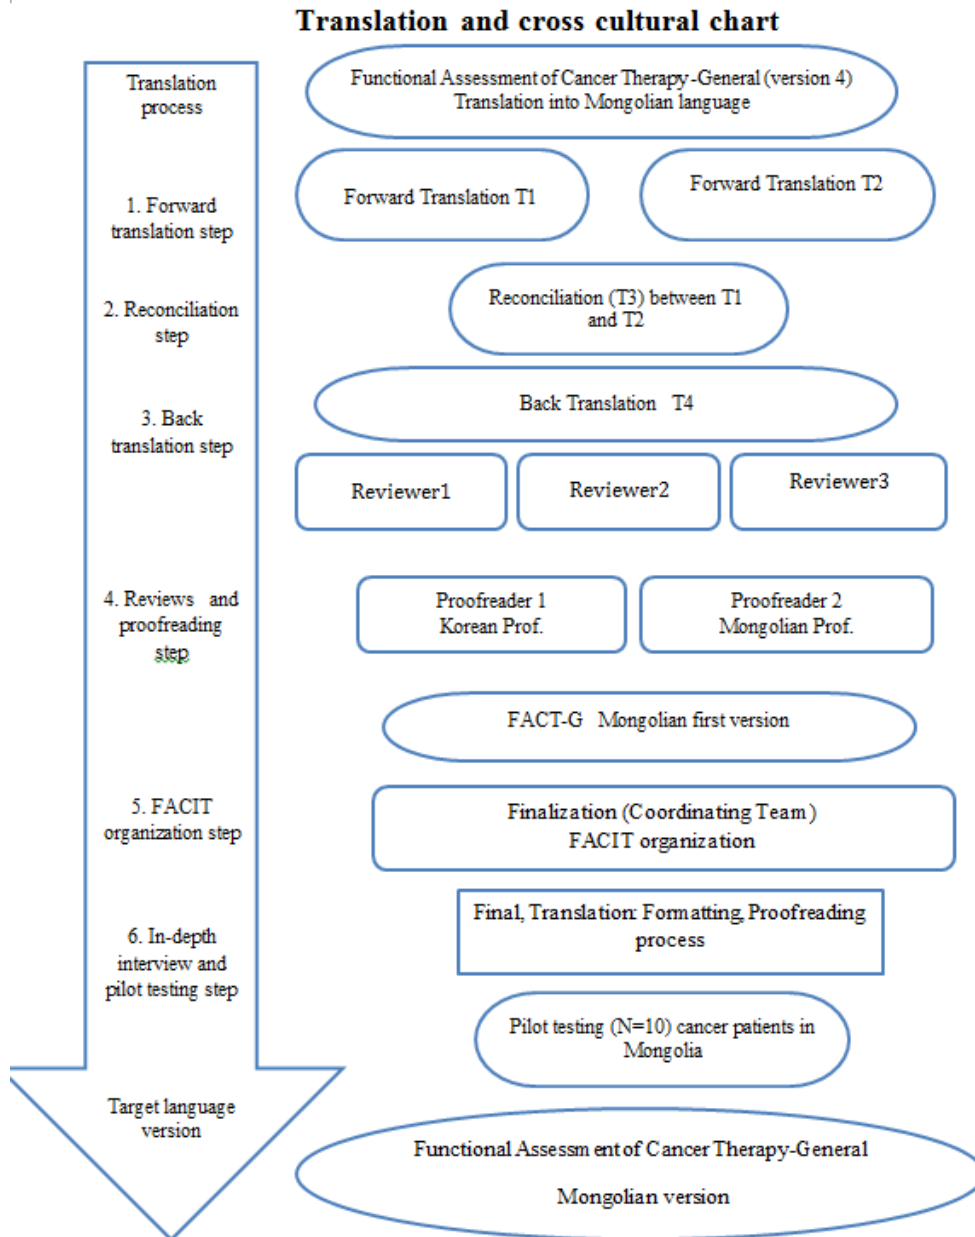 Translation and cross cultural chart
Translation
process
Functional Assessment of Cancer Therapy-General (version 4)
Translation into Mongolian language
1. Forward
translation step
Forward Translation T1
Forward Translation T2
2. Reconciliation
step
Reconciliation (T3) between T1
and T2
3. Back
translation step
Back Translation T4
Reviewer1
Reviewer2
Reviewer3
4. Reviews and
proofreading
step
Proofreader 1
Korean Prof.
Proofreader 2
Mongolian Prof.
FACT-G Mongolian first version
5. FACIT
organization step
Finalization (Coordinating Team)
FACIT organization
6. In-depth
interview and
pilot testing step
Final, Translation: Formatting, Proofreading
process
Pilot testing (N=10) cancer patients in
Mongolia
Target language
version
Functional Assessment of Cancer Therapy-General
Mongolian version